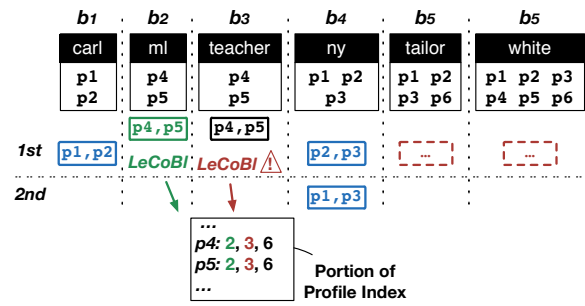 b1 b2 b3 b4 b5 b5
carl ml teacher ny tailor white
p1 p4 p4 p1 p2 p1 p2 p1 p2 p3
p2 p5 p5 p3 p3 p6 p4 p5 p6
p4,p5 p4,p5
1st p1,p2 p2,p3 ... ...
LeCoBI LeCoBI !
2nd p1,p3
...
p4: 2, 3, 6
p5: 2, 3, 6
...
Portion of
Profile Index